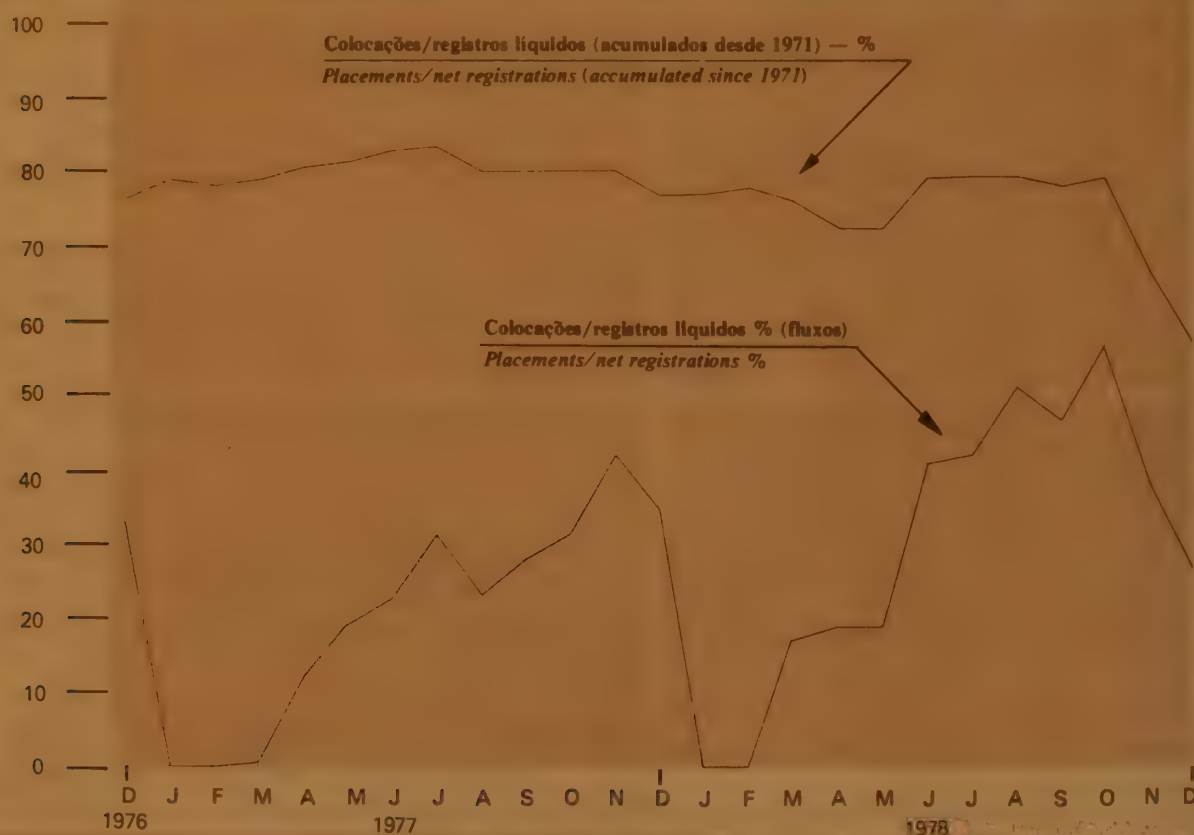 100
Colocações/registros líquidos (acumulados desde 1971) — %
Placements/net registrations (accumulated since 1971)
90
80
70
60
Colocações/registros líquidos % (fluxos)
Placements/net registrations %
50
40
30
20
10
0
D J F M A M J J A S O N D J F M A M J J A S O N D
1976 1977 1978